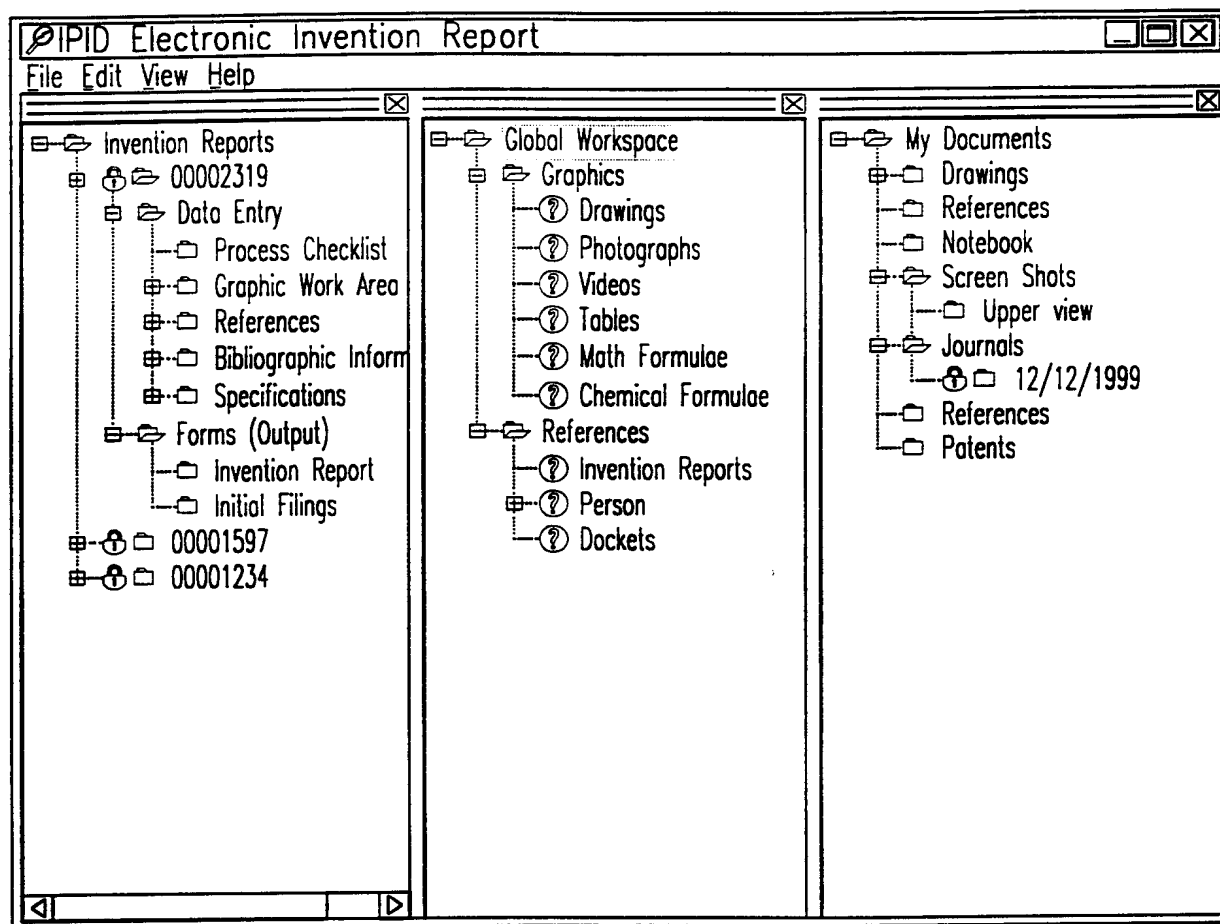 IPID Electronic Invention Report
File Edit View Help
Invention Reports
00002319
Data Entry
Process Checklist
Graphic Work Area
References
Bibliographic Inform
Specifications
Forms (Output)
Invention Report
Initial Filings
00001597
00001234
Global Workspace
Graphics
? Drawings
? Photographs
? Videos
? Tables
? Math Formulae
? Chemical Formulae
References
? Invention Reports
? Person
? Dockets
My Documents
Drawings
References
Notebook
Screen Shots
Upper view
Journals
12/12/1999
References
Patents